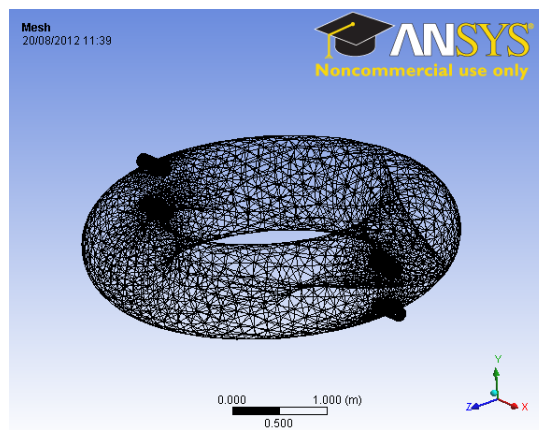 Mesh
20/08/2012 11:39
ANSYS
Noncommercial use only
0.000
1.000 (m)
0.500
Y
Z
X